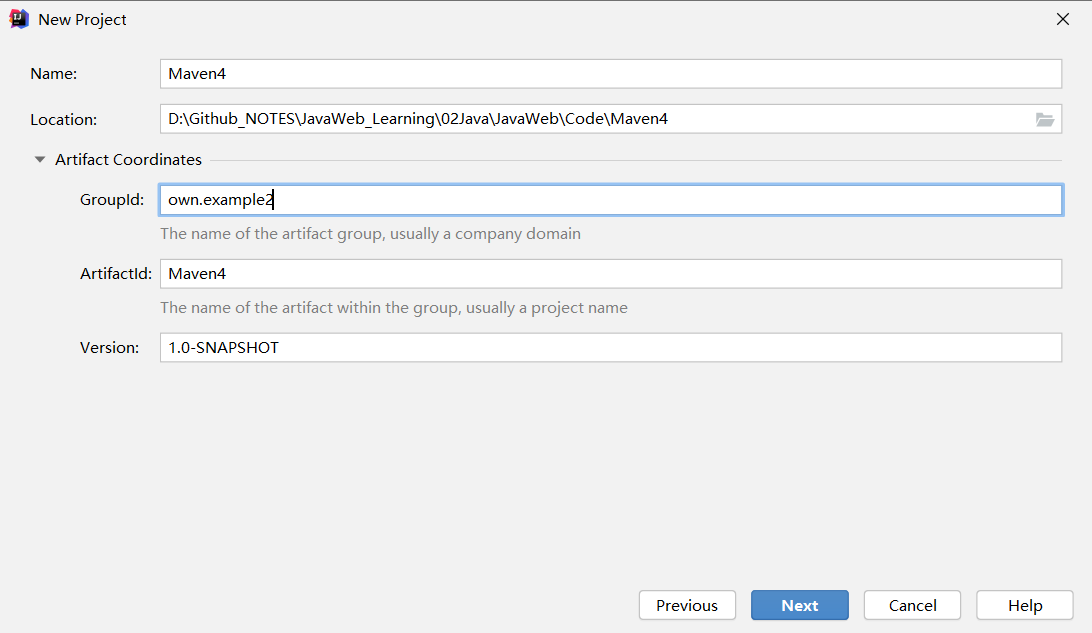 New Project
Name: Maven4
Location: D:\Github_NOTES\JavaWeb_Learning\02Java\JavaWeb\Code\Maven4
Artifact Coordinates
GroupId: own.example2
The name of the artifact group, usually a company domain
ArtifactId: Maven4
The name of the artifact within the group, usually a project name
Version: 1.0-SNAPSHOT
Previous Next Cancel Help